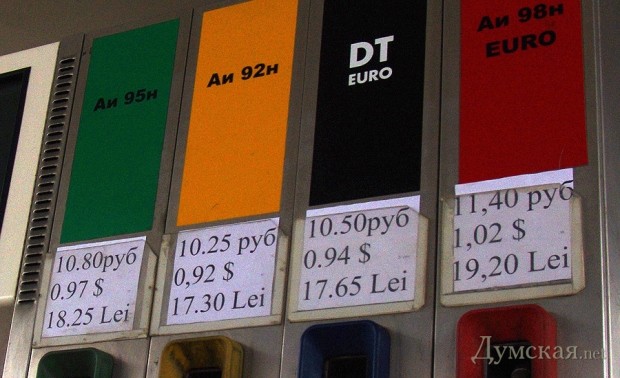 Аи 95н
10.80руб
0.97 $
18.25 Lei
Аи 92н
10.25 руб
0,92 $
17.30 Lei
DT
EURO
10.50руб
0.94 $
17.65 Lei
Аи 98н
EURO
11,40 руб
1,02 $
19,20 Lei
Думская.net